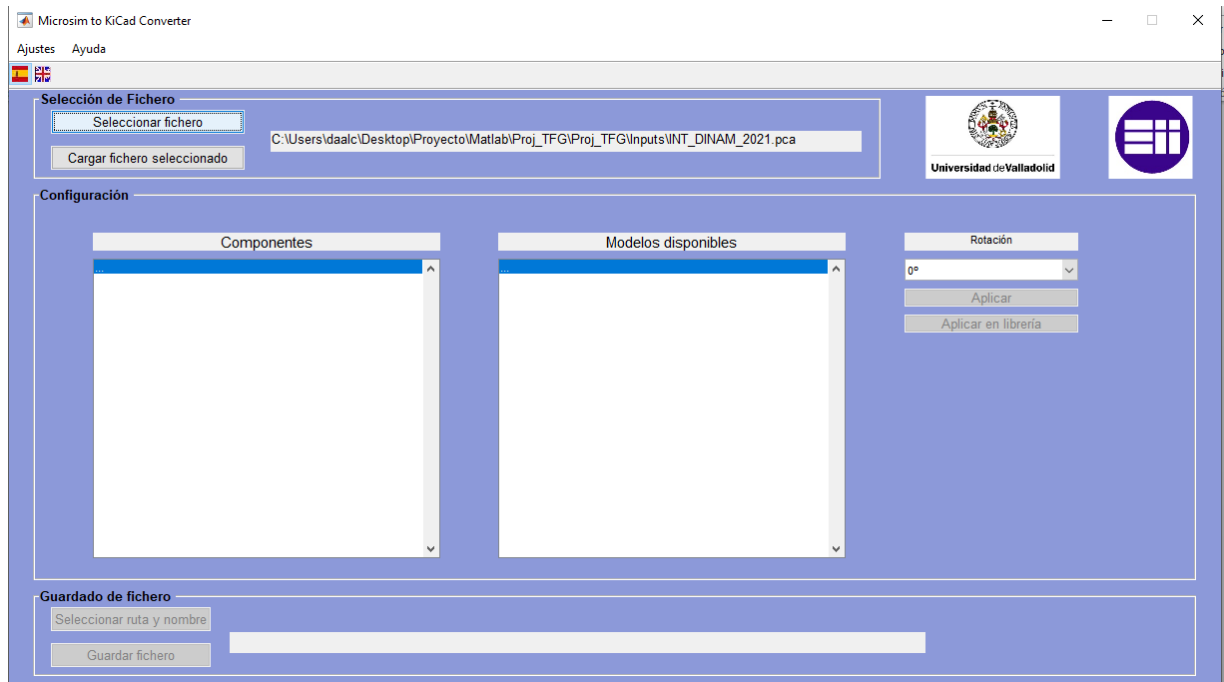 Microsim to KiCad Converter
Ajustes Ayuda
Selección de Fichero
Seleccionar fichero
C:\Users\daalc\Desktop\Proyecto\Matlab\Proj_TFG\Proj_TFG\Inputs\INT_DINAM_2021.pca
Cargar fichero seleccionado
Universidad de Valladolid
Configuración
Componentes
Modelos disponibles
Rotación
...
...
0º
Aplicar
Aplicar en librería
Guardado de fichero
Seleccionar ruta y nombre
Guardar fichero